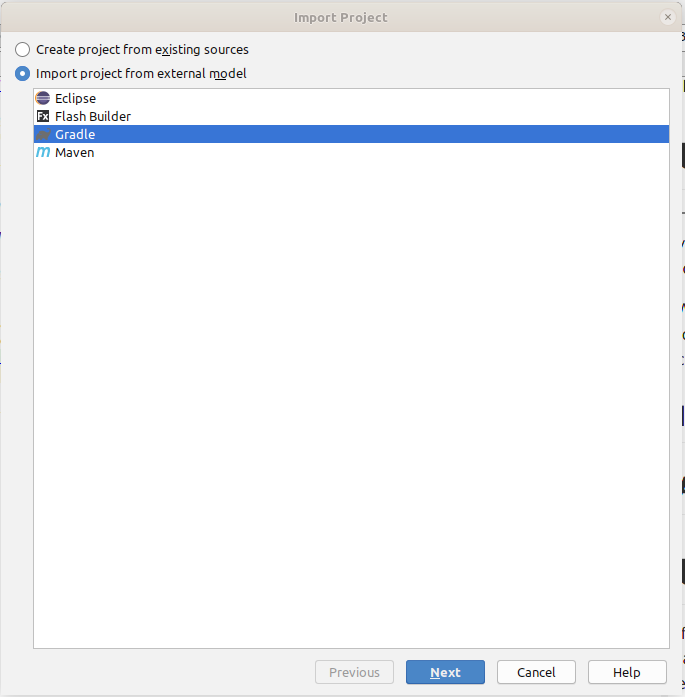 Import Project
Create project from existing sources
Import project from external model
Eclipse
Fx Flash Builder
Gradle
m Maven
Previous
Next
Cancel
Help